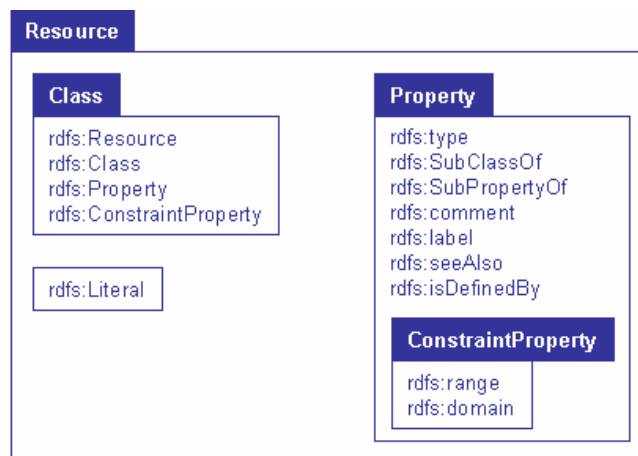 Resource
Class
rdfs:Resource
rdfs:Class
rdfs:Property
rdfs:ConstraintProperty
rdfs:Literal
Property
rdfs:type
rdfs:SubClassOf
rdfs:SubPropertyOf
rdfs:comment
rdfs:label
rdfs:seeAlso
rdfs:isDefinedBy
ConstraintProperty
rdfs:range
rdfs:domain